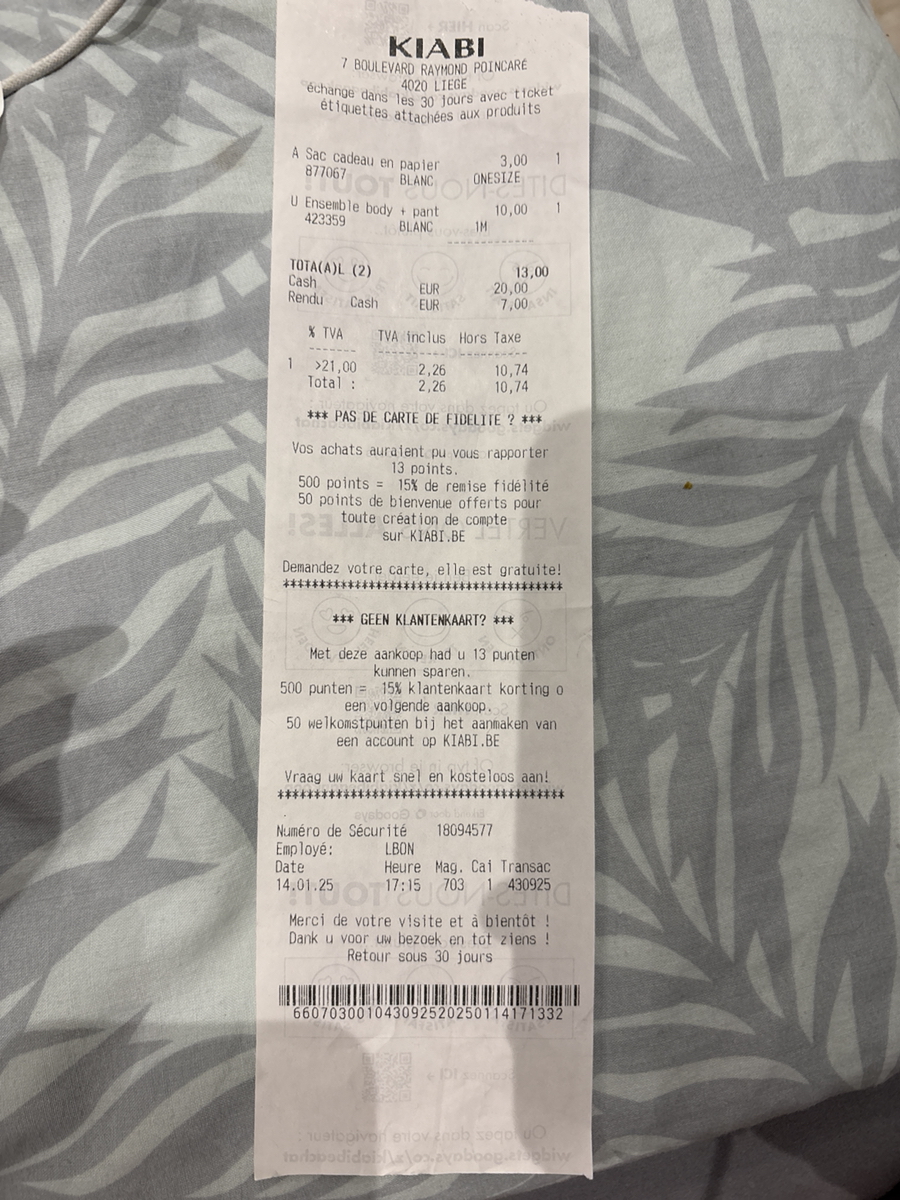 KIABI
7 BOULEVARD RAYMOND POINCARÉ
4020 LIEGE
échange dans les 30 jours avec ticket
étiquettes attachées aux produits
A Sac cadeau en papier 3,00 1
877067 BLANC ONESIZE
U Ensemble body + pant 10,00 1
423359 BLANC 1M
TOTA(A)L (2) 13,00
Cash EUR 20,00
Rendu Cash EUR 7,00
% TVA TVA inclus Hors Taxe
1 >21,00 2,26 10,74
Total : 2,26 10,74
*** PAS DE CARTE DE FIDELITE ? ***
Vos achats auraient pu vous rapporter
13 points.
500 points = 15% de remise fidélité
50 points de bienvenue offerts pour
toute création de compte
sur KIABI.BE
Demandez votre carte, elle est gratuite!
****************************************
*** GEEN KLANTENKAART? ***
Met deze aankoop had u 13 punten
kunnen sparen.
500 punten = 15% klantenkaart korting o
een volgende aankoop.
50 welkomstpunten bij het aanmaken van
een account op KIABI.BE
Vraag uw kaart snel en kosteloos aan!
****************************************
.
Numéro de Sécurité 18094577
Employé: LBON
Date Heure Mag. Cai Transac
14.01.25 17:15 703 1 430925
Merci de votre visite et à bientôt !
Dank u voor uw bezoek en tot ziens !
Retour sous 30 jours
660703001043092520250114171332